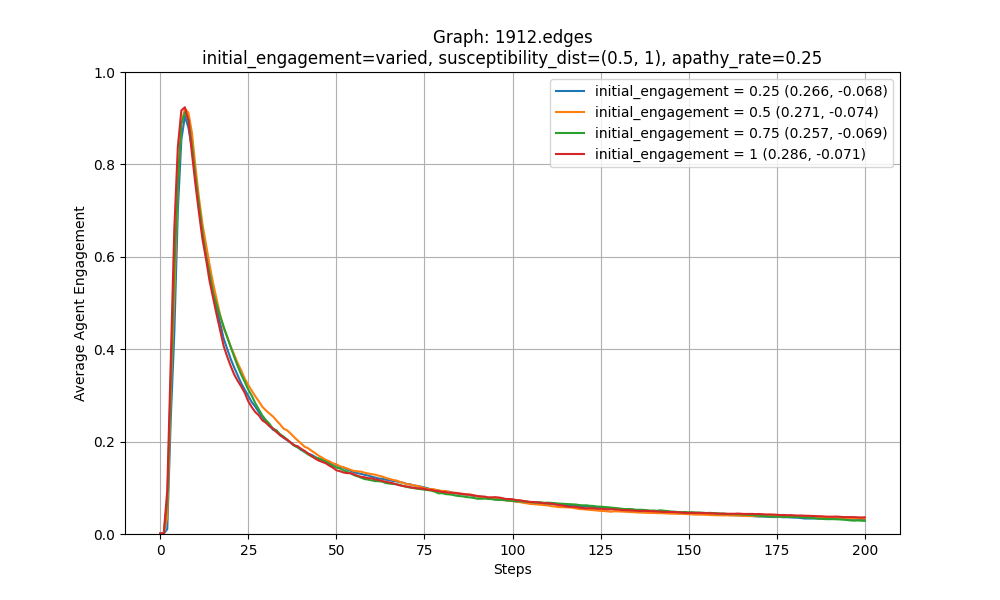 Graph: 1912.edges
initial_engagement=varied, susceptibility_dist=(0.5, 1), apathy_rate=0.25
initial_engagement = 0.25 (0.266, -0.068)
initial_engagement = 0.5 (0.271, -0.074)
initial_engagement = 0.75 (0.257, -0.069)
initial_engagement = 1 (0.286, -0.071)
Average Agent Engagement
1.0
0.8
0.6
0.4
0.2
0.0
0 25 50 75 100 125 150 175 200
Steps